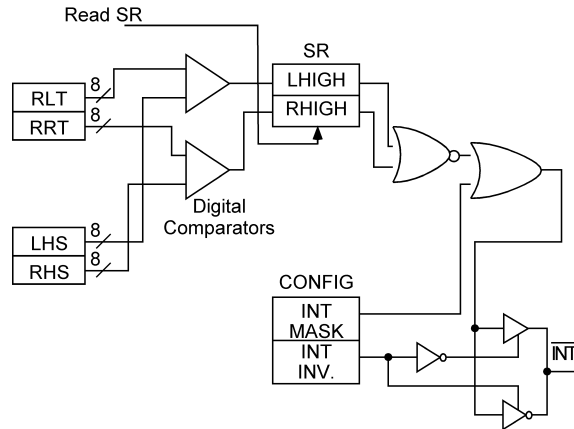 Read SR
SR
LHIGH
RHIGH
8
RLT
8
RRT
Digital
Comparators
8
LHS
8
RHS
CONFIG
INT
MASK
INT
INV.
INT